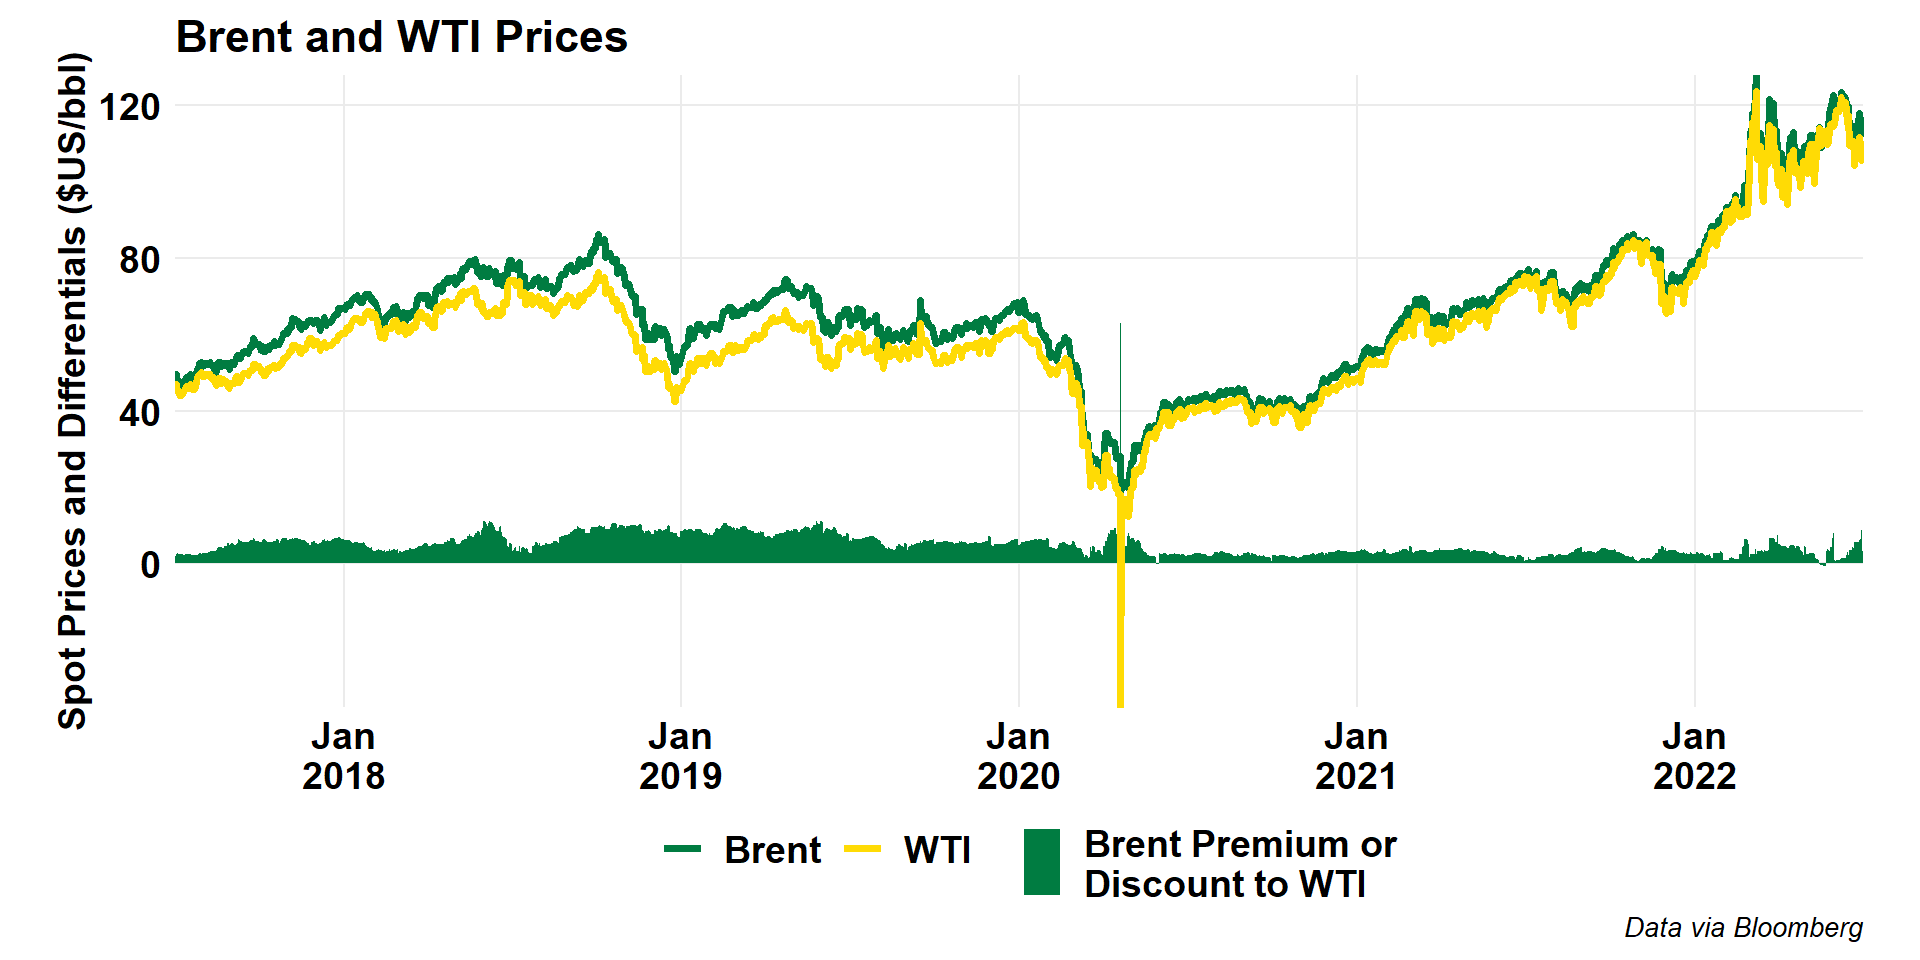 Brent and WTI Prices
Spot Prices and Differentials ($US/bbl)
120
80
40
0
Jan
2018
Jan
2019
Jan
2020
Jan
2021
Jan
2022
Brent
WTI
Brent Premium or
Discount to WTI
Data via Bloomberg